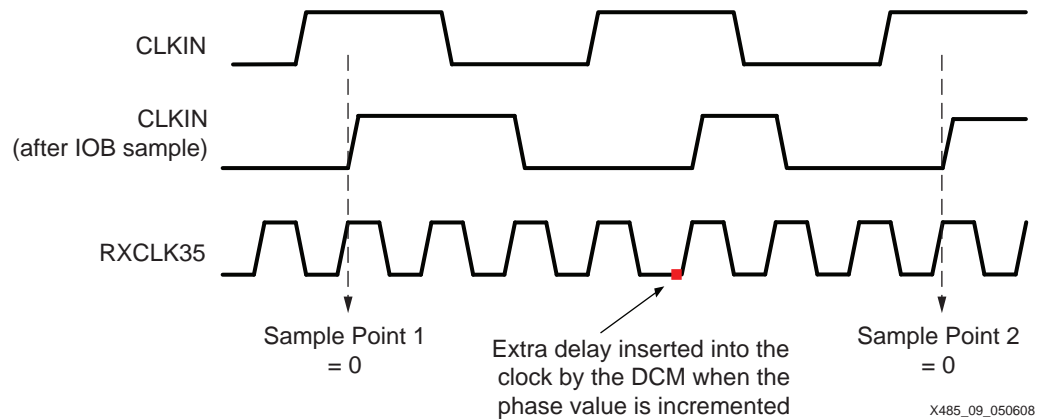 CLKIN
CLKIN
(after IOB sample)
RXCLK35
Sample Point 1
= 0
Extra delay inserted into the
clock by the DCM when the
phase value is incremented
Sample Point 2
= 0
X485_09_050608